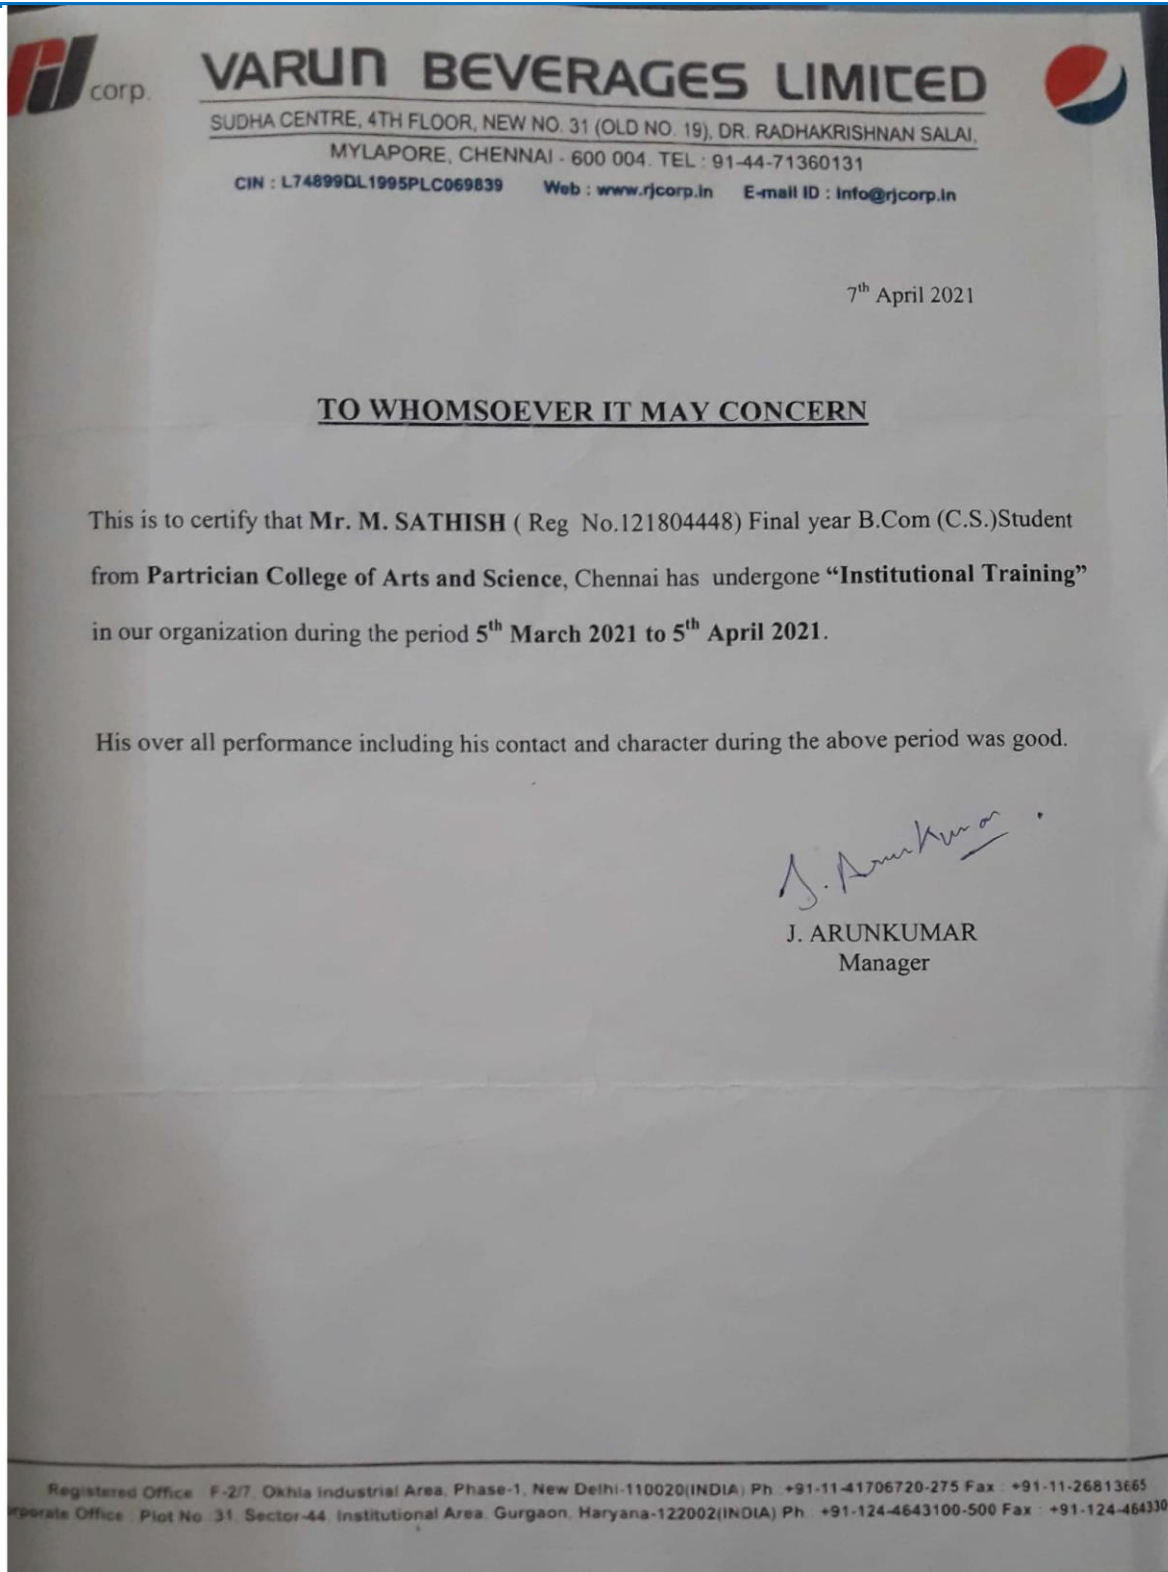 corp.
VARUN BEVERAGES LIMITED
SUDHA CENTRE, 4TH FLOOR, NEW NO. 31 (OLD NO. 19), DR. RADHAKRISHNAN SALAI,
MYLAPORE, CHENNAI - 600 004. TEL : 91-44-71360131
CIN : L74899DL1995PLC069839 Web : www.rjcorp.in E-mail ID : info@rjcorp.in
7th April 2021
TO WHOMSOEVER IT MAY CONCERN
This is to certify that Mr. M. SATHISH ( Reg No.121804448) Final year B.Com (C.S.)Student
from Partrician College of Arts and Science, Chennai has undergone “Institutional Training”
in our organization during the period 5th March 2021 to 5th April 2021.
His over all performance including his contact and character during the above period was good.
J. Arunkumar
J. ARUNKUMAR
Manager
Registered Office : F-2/7, Okhla Industrial Area, Phase-1, New Delhi-110020(INDIA) Ph : +91-11-41706720-275 Fax : +91-11-26813665
rporate Office : Plot No. 31, Sector-44, Institutional Area, Gurgaon, Haryana-122002(INDIA) Ph : +91-124-4643100-500 Fax : +91-124-464330